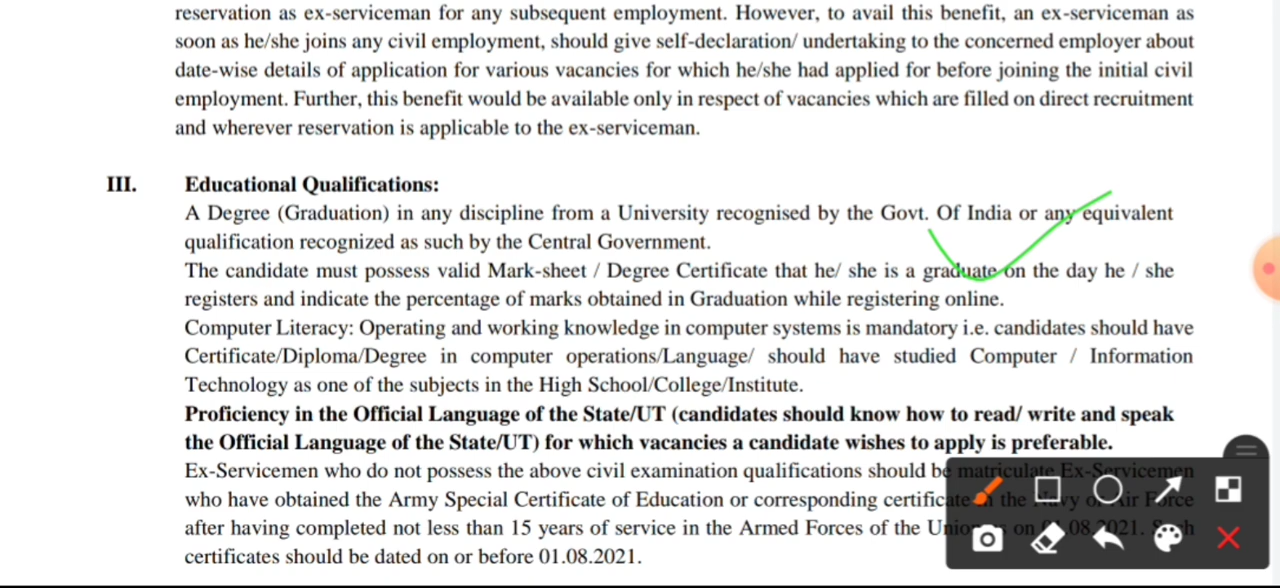 reservation as ex-serviceman for any subsequent employment. However, to avail this benefit, an ex-serviceman as
soon as he/she joins any civil employment, should give self-declaration/ undertaking to the concerned employer about
date-wise details of application for various vacancies for which he/she had applied for before joining the initial civil
employment. Further, this benefit would be available only in respect of vacancies which are filled on direct recruitment
and wherever reservation is applicable to the ex-serviceman.
III. Educational Qualifications:
A Degree (Graduation) in any discipline from a University recognised by the Govt. Of India or any equivalent
qualification recognized as such by the Central Government.
The candidate must possess valid Mark-sheet / Degree Certificate that he/ she is a graduate on the day he / she
registers and indicate the percentage of marks obtained in Graduation while registering online.
Computer Literacy: Operating and working knowledge in computer systems is mandatory i.e. candidates should have
Certificate/Diploma/Degree in computer operations/Language/ should have studied Computer / Information
Technology as one of the subjects in the High School/College/Institute.
Proficiency in the Official Language of the State/UT (candidates should know how to read/ write and speak
the Official Language of the State/UT) for which vacancies a candidate wishes to apply is preferable.
Ex-Servicemen who do not possess the above civil examination qualifications should be matriculate Ex-Servicemen
who have obtained the Army Special Certificate of Education or corresponding certificate in the Navy or Air Force
after having completed not less than 15 years of service in the Armed Forces of the Union on 08.2021.
certificates should be dated on or before 01.08.2021.